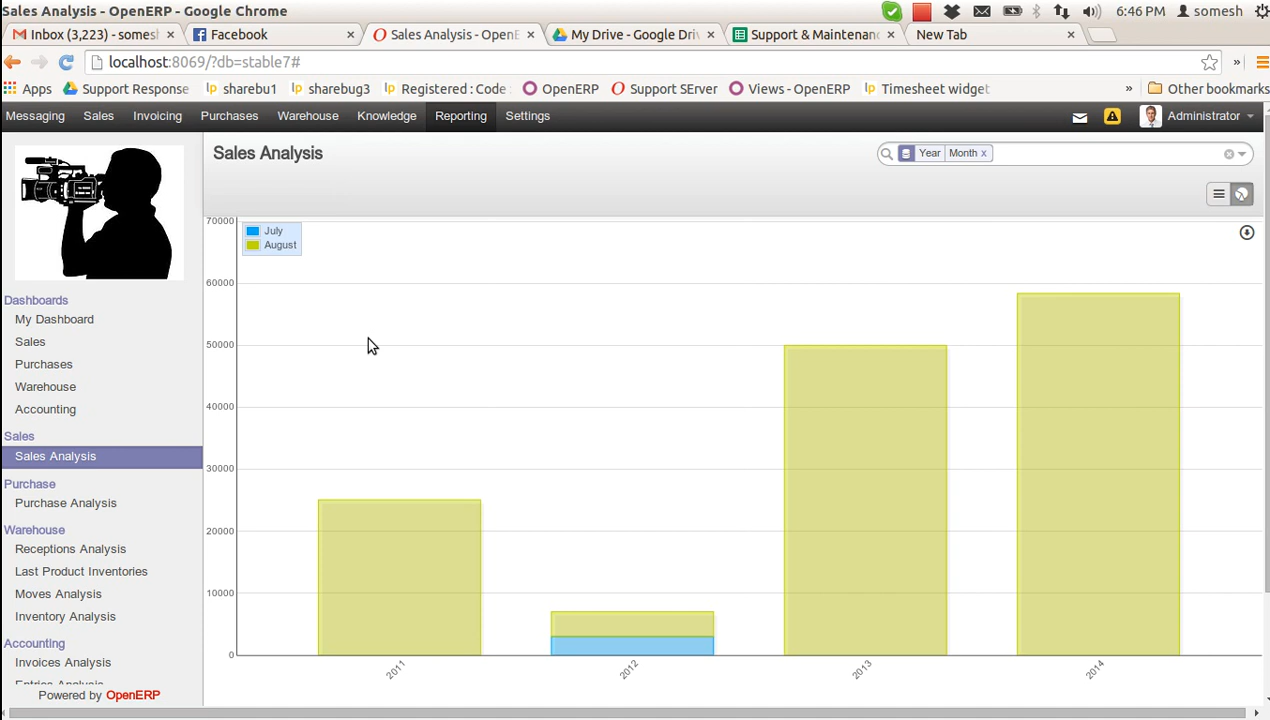 Sales Analysis - OpenERP - Google Chrome
6:46 PM
somesh
Inbox (3,223) - somesh
Facebook
Sales Analysis - OpenE
My Drive - Google Driv
Support & Maintenan
New Tab
localhost:8069/?db=stable7#
Apps
Support Response
sharebu1
sharebug3
Registered : Code
OpenERP
Support SErver
Views - OpenERP
Timesheet widget
»
Other bookmarks
Messaging
Sales
Invoicing
Purchases
Warehouse
Knowledge
Reporting
Settings
Administrator
Sales Analysis
Year
Month x
Dashboards
My Dashboard
Sales
Purchases
Warehouse
Accounting
Sales
Sales Analysis
Purchase
Purchase Analysis
Warehouse
Receptions Analysis
Last Product Inventories
Moves Analysis
Inventory Analysis
Accounting
Invoices Analysis
Entries Analysis
Powered by OpenERP
July
August
70000
60000
50000
40000
30000
20000
10000
0
2011
2012
2013
2014